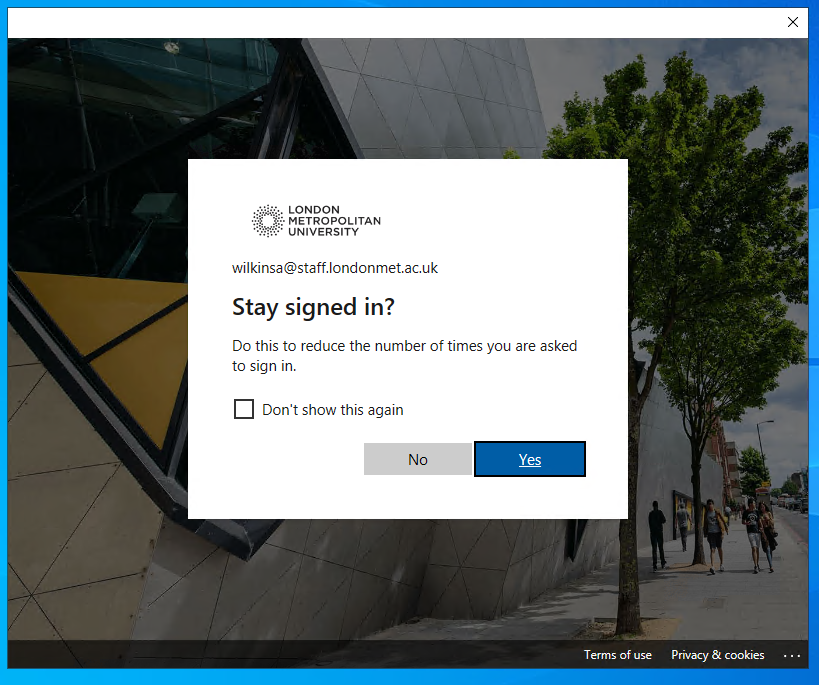 LONDON
METROPOLITAN
UNIVERSITY
wilkinsa@staff.londonmet.ac.uk
Stay signed in?
Do this to reduce the number of times you are asked
to sign in.
Don't show this again
No Yes
Terms of use Privacy & cookies ...